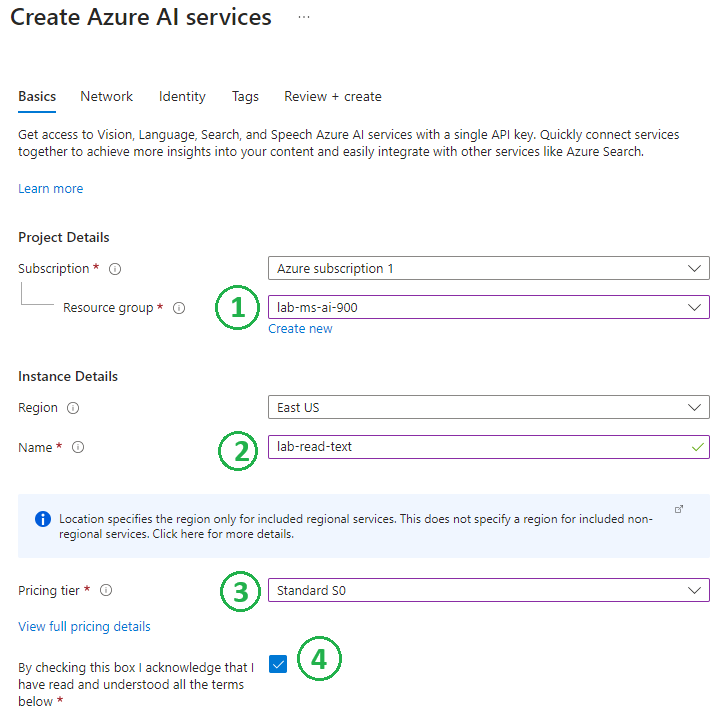 Create Azure AI services ...
Basics Network Identity Tags Review + create
Get access to Vision, Language, Search, and Speech Azure AI services with a single API key. Quickly connect services
together to achieve more insights into your content and easily integrate with other services like Azure Search.
Learn more
Project Details
Subscription * Azure subscription 1
Resource group * 1 lab-ms-ai-900
Create new
Instance Details
Region East US
Name * 2 lab-read-text
Location specifies the region only for included regional services. This does not specify a region for included non-
regional services. Click here for more details.
Pricing tier * 3 Standard S0
View full pricing details
By checking this box I acknowledge that I 4
have read and understood all the terms
below *